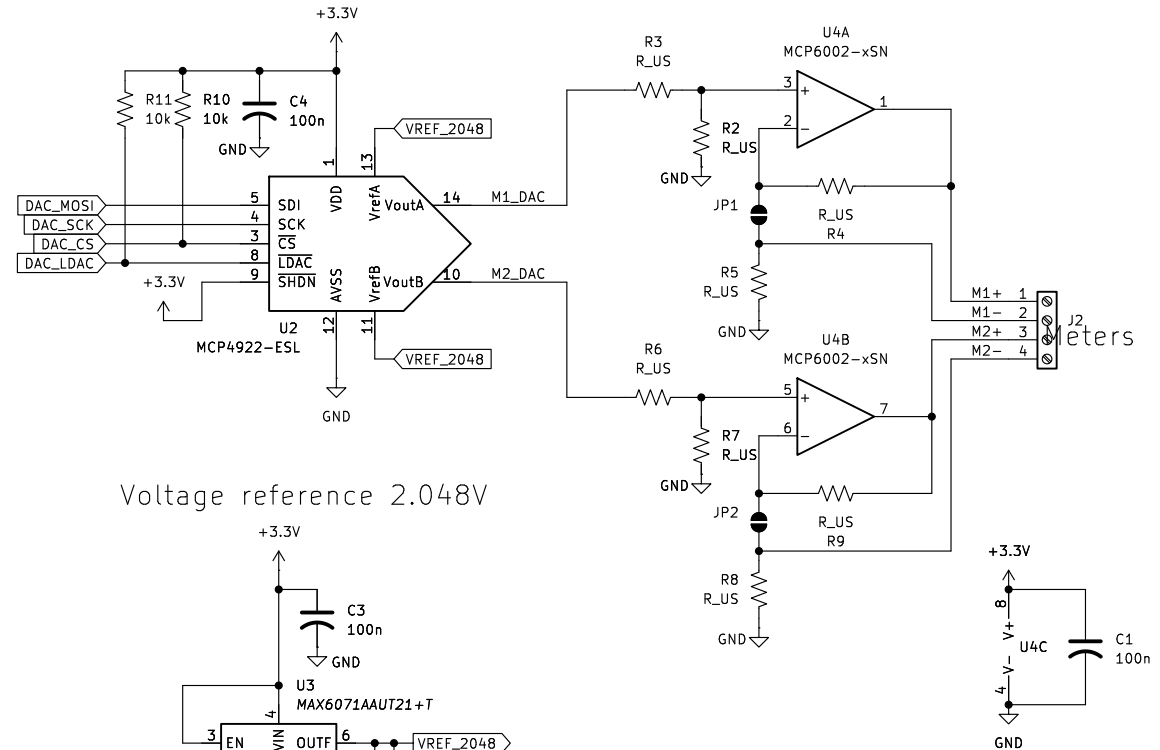 +3.3V
R11
10k
R10
10k
C4
100n
GND
VREF_2048
DAC_MOSI
DAC_SCK
DAC_CS
DAC_LDAC
+3.3V
5
4
3
8
9
1
13
SDI
SCK
CS
LDAC
SHDN
VDD
VrefA
VoutA
AVSS
VrefB
VoutB
14
10
M1_DAC
M2_DAC
12
11
U2
MCP4922-ESL
VREF_2048
GND
R3
R_US
R2
R_US
GND
U4A
MCP6002-xSN
3
+
2
-
1
JP1
R_US
R4
R5
R_US
GND
M1+ 1
M1- 2
M2+ 3
M2- 4
J2
Meters
R6
R_US
R7
R_US
GND
U4B
MCP6002-xSN
5
+
6
-
7
JP2
R_US
R9
R8
R_US
GND
Voltage reference 2.048V
+3.3V
C3
100n
GND
U3
MAX6071AAUT21+T
4
3
EN
VIN
OUTF
6
VREF_2048
+3.3V
8
V+
U4C
V-
4
C1
100n
GND